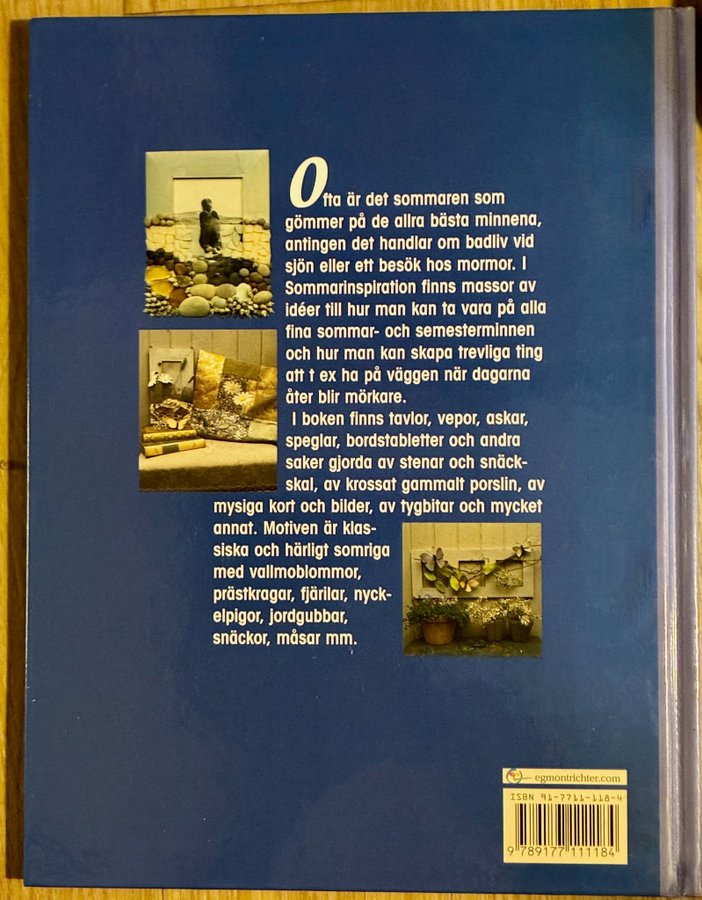 Ofta är det sommaren som
gömmer på de allra bästa minnena,
antingen det handlar om badliv vid
sjön eller ett besök hos mormor. I
Sommarinspiration finns massor av
idéer till hur man kan ta vara på alla
fina sommar- och semesterminnen
och hur man kan skapa trevliga ting
att t ex ha på väggen när dagarna
åter blir mörkare.
I boken finns tavlor, vepor, askar,
speglar, bordstabletter och andra
saker gjorda av stenar och snäck-
skal, av krossat gammalt porslin, av
mysiga kort och bilder, av tygbitar och mycket
annat. Motiven är klas-
siska och härligt somriga
med vallmoblommor,
prästkragar, fjärilar, nyck-
elpigor, jordgubbar,
snäckor, måsar mm.
egmontrichter.com
ISBN 91-7711-118-4
9 789177 111184